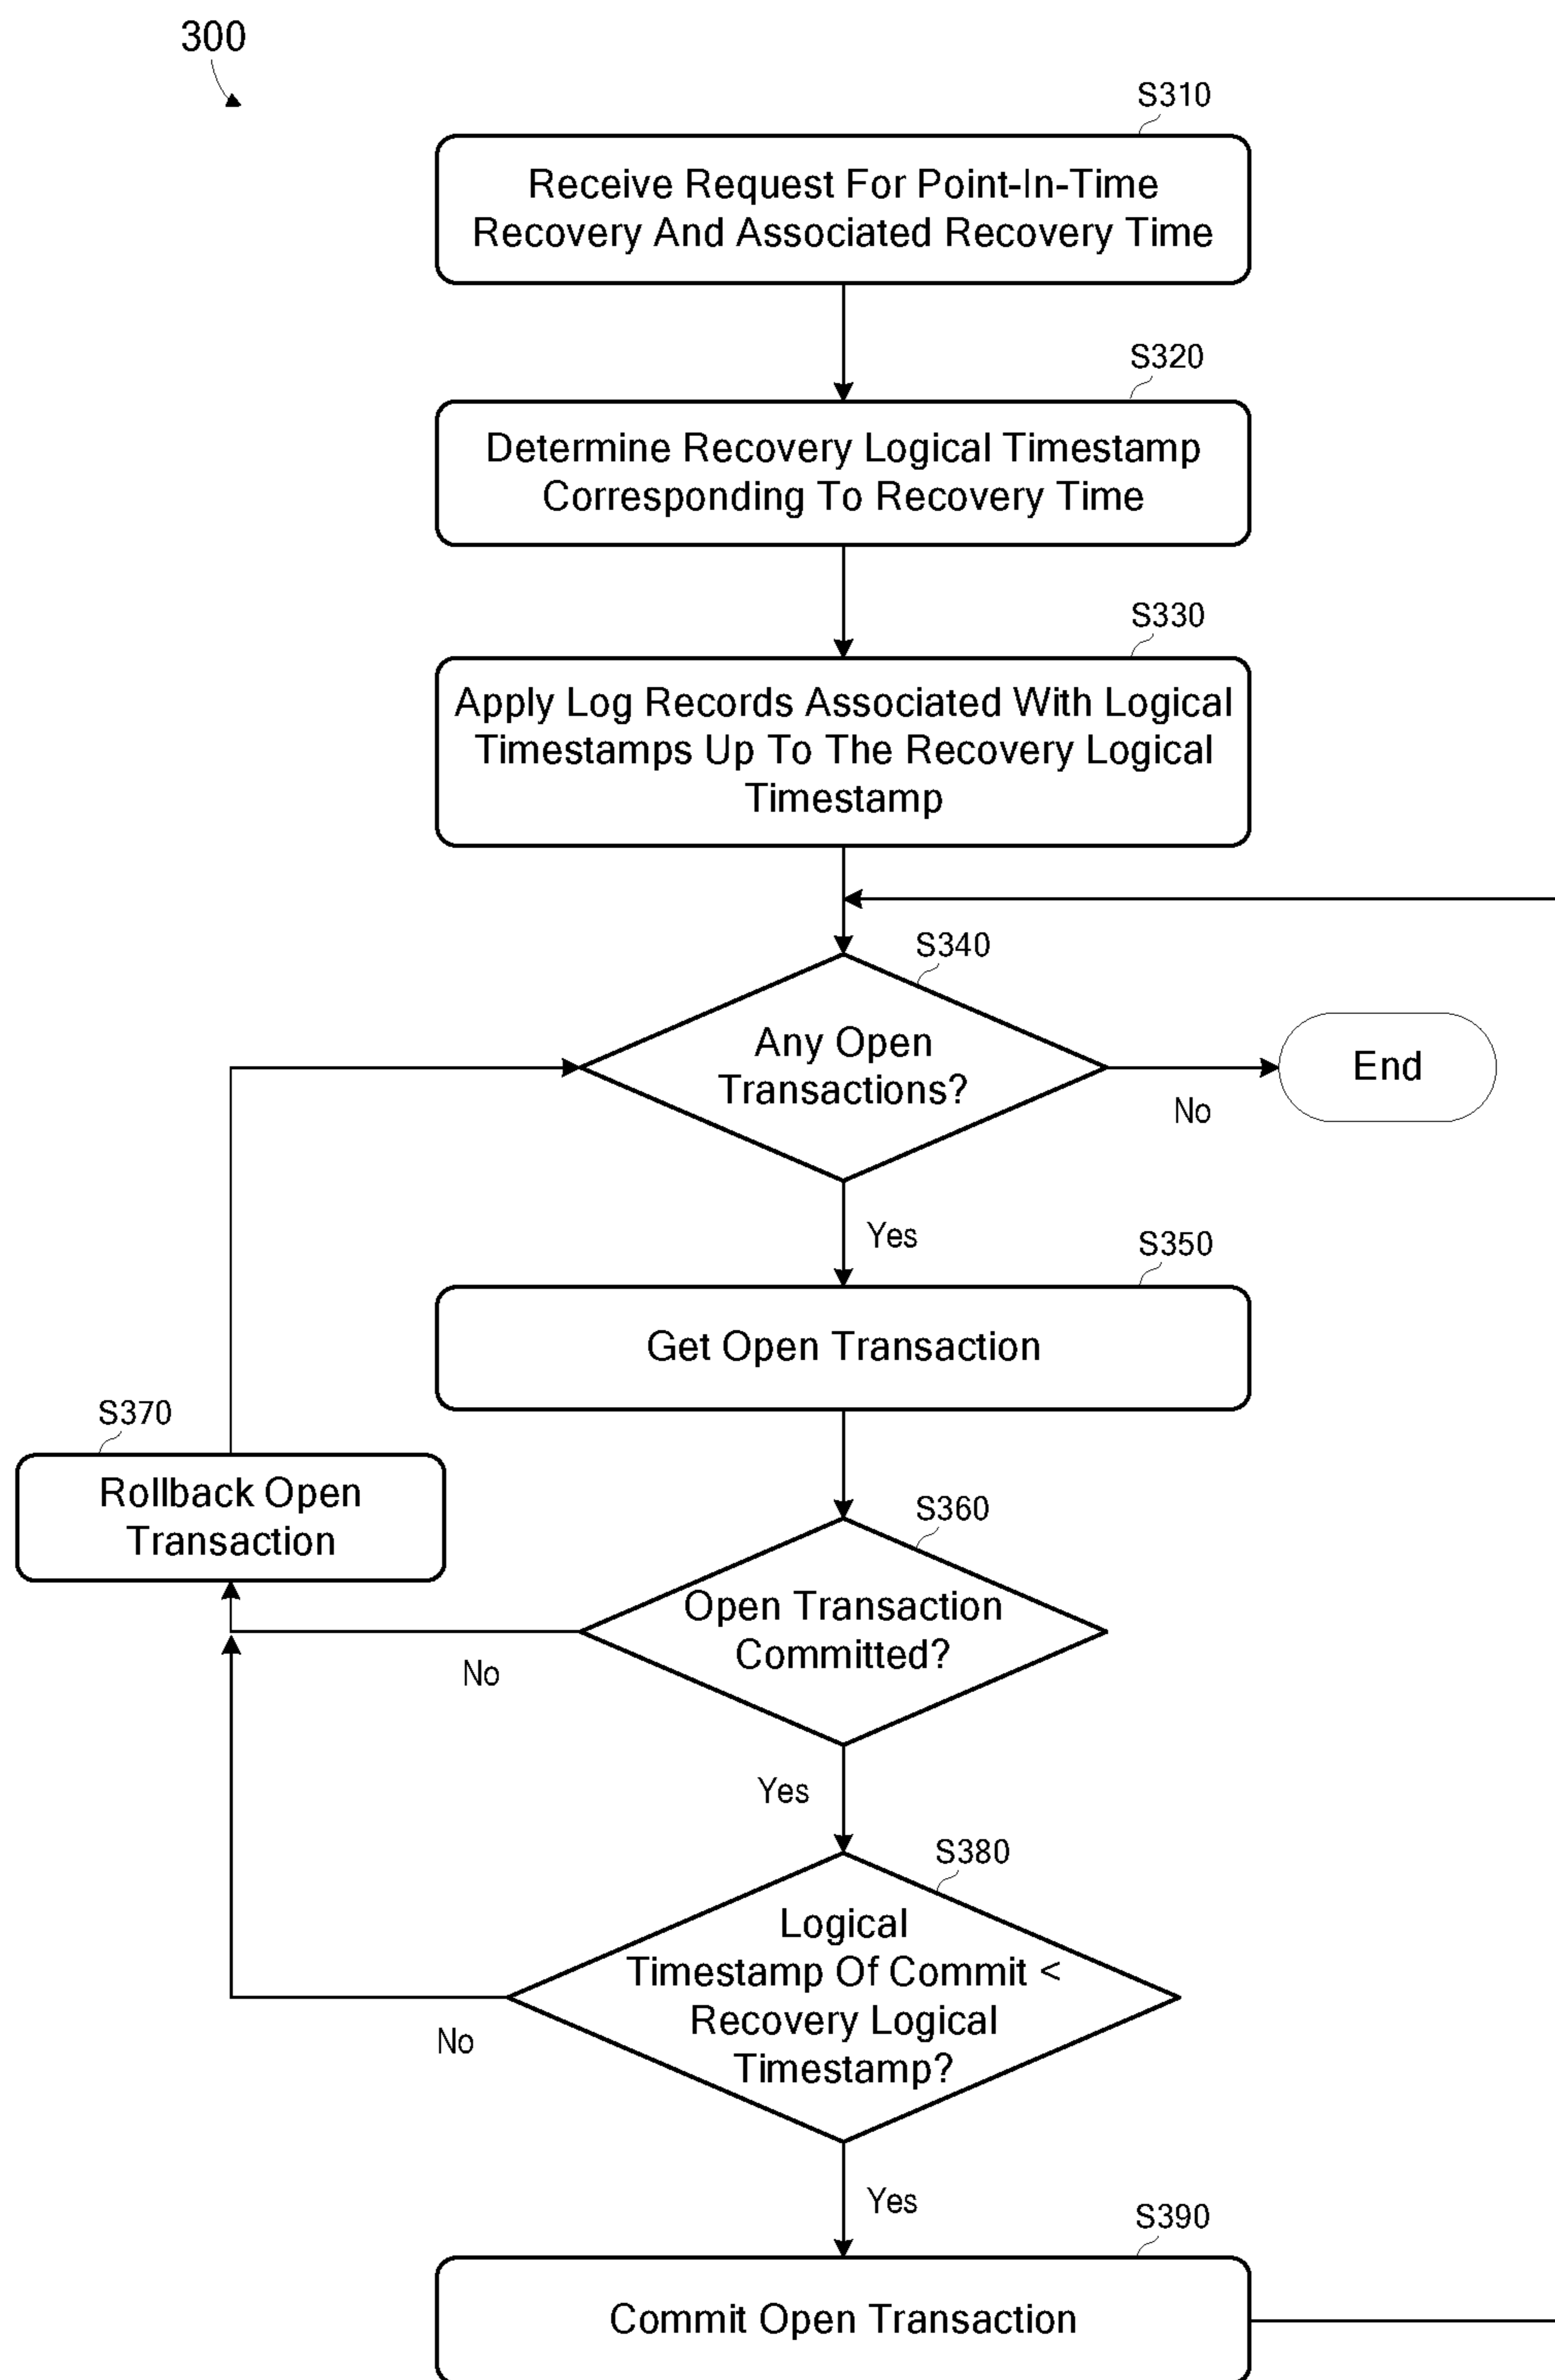 300
S310
Receive Request For Point-In-Time
Recovery And Associated Recovery Time
S320
Determine Recovery Logical Timestamp
Corresponding To Recovery Time
S330
Apply Log Records Associated With Logical
Timestamps Up To The Recovery Logical
Timestamp
S340
Any Open
Transactions?
End
No
Yes
S350
Get Open Transaction
S370
Rollback Open
Transaction
S360
Open Transaction
Committed?
No
Yes
S380
Logical
Timestamp Of Commit <
Recovery Logical
Timestamp?
No
Yes
S390
Commit Open Transaction